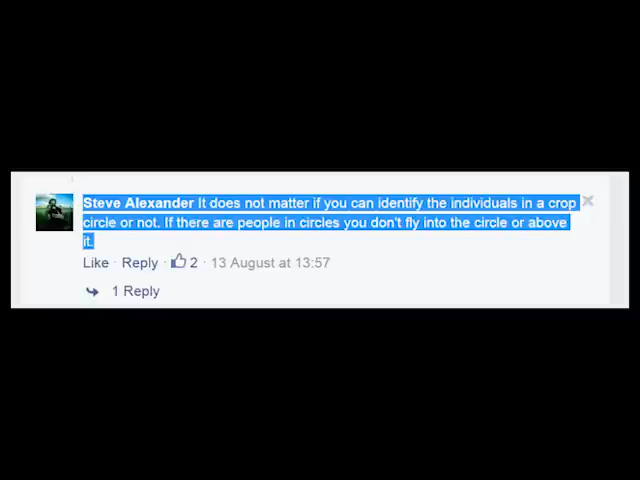 Steve Alexander It does not matter if you can identify the individuals in a crop
circle or not. If there are people in circles you don't fly into the circle or above
it.
Like · Reply · 2 · 13 August at 13:57
1 Reply